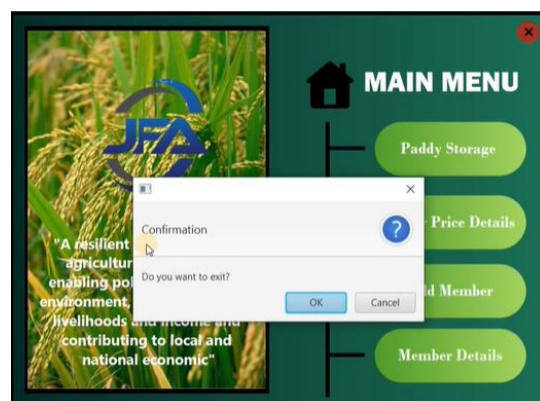 JFA
"A resilient
agricultur
enabling pol
environment,
livelihoods and income and
contributing to local and
national economic"
MAIN MENU
Paddy Storage
Price Details
Member
Member Details
Confirmation
Do you want to exit?
OK
Cancel